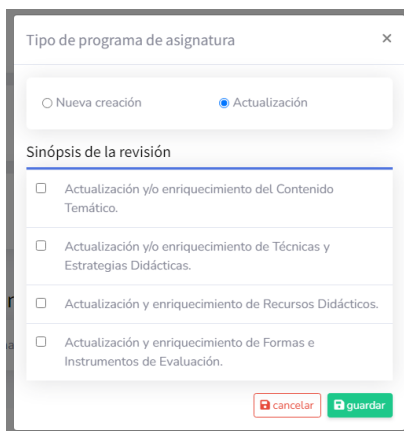 Tipo de programa de asignatura ×
Nueva creación Actualización
Sinópsis de la revisión
Actualización y/o enriquecimiento del Contenido
Temático.
Actualización y/o enriquecimiento de Técnicas y
Estrategias Didácticas.
Actualización y enriquecimiento de Recursos Didácticos.
Actualización y enriquecimiento de Formas e
Instrumentos de Evaluación.
cancelar guardar